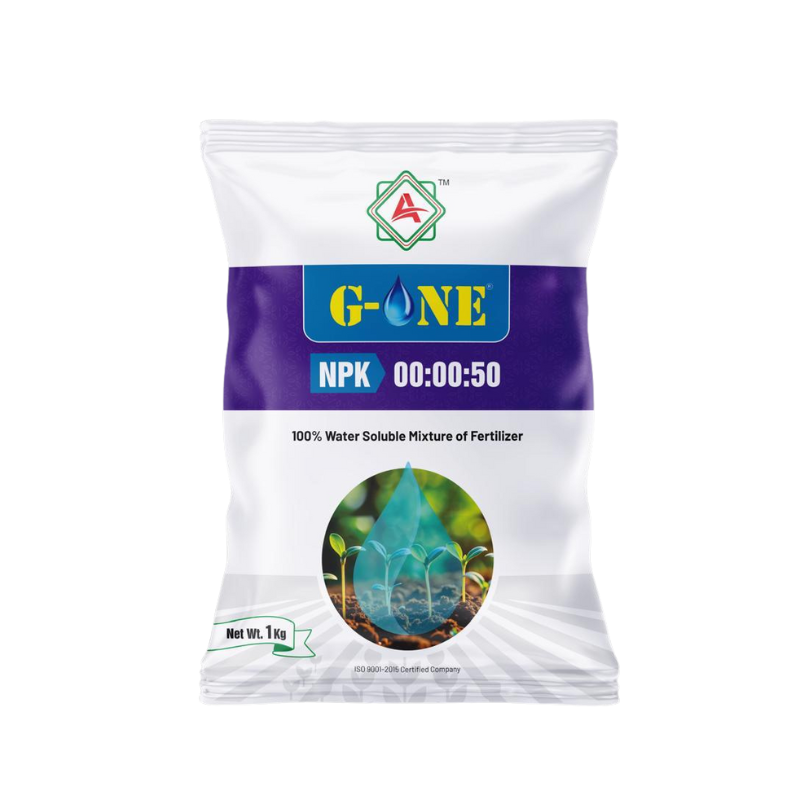 TM
G-ONE®
NPK 00:00:50
100% Water Soluble Mixture of Fertilizer
Net Wt. 1 Kg
ISO 9001-2015 Certified Company